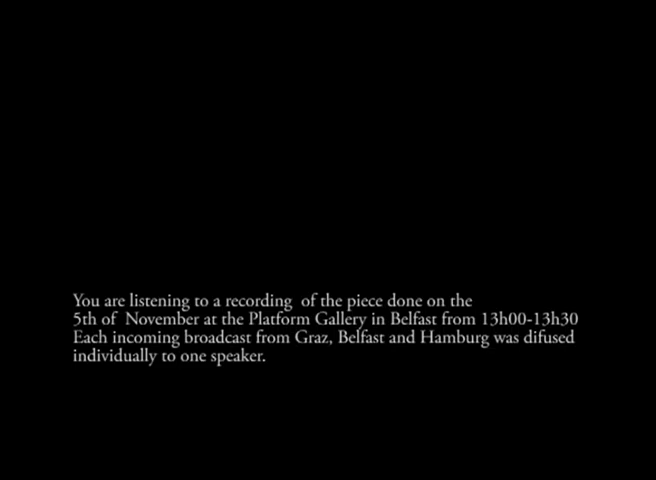 You are listening to a recording  of the piece done on the
5th of  November at the Platform Gallery in Belfast from 13h00-13h30
Each incoming broadcast from Graz, Belfast and Hamburg was difused
individually to one speaker.